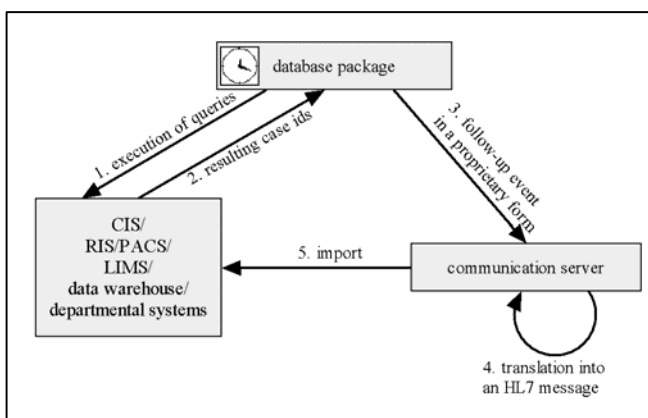 database package
1. execution of queries
2. resulting case ids
3. follow-up event
in a proprietary form
CIS/
RIS/PACS/
LIMS/
data warehouse/
departmental systems
5. import
communication server
4. translation into
an HL7 message